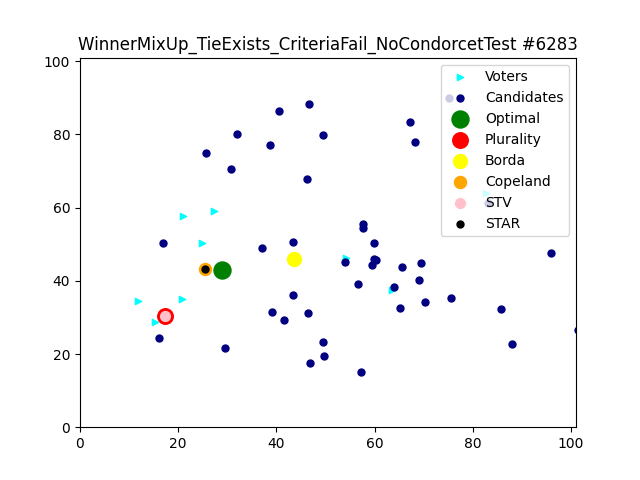 WinnerMixUp_TieExists_CriteriaFail_NoCondorcetTest #6283
100
80
60
40
20
0
0 20 40 60 80 100
Voters
Candidates
Optimal
Plurality
Borda
Copeland
STV
STAR